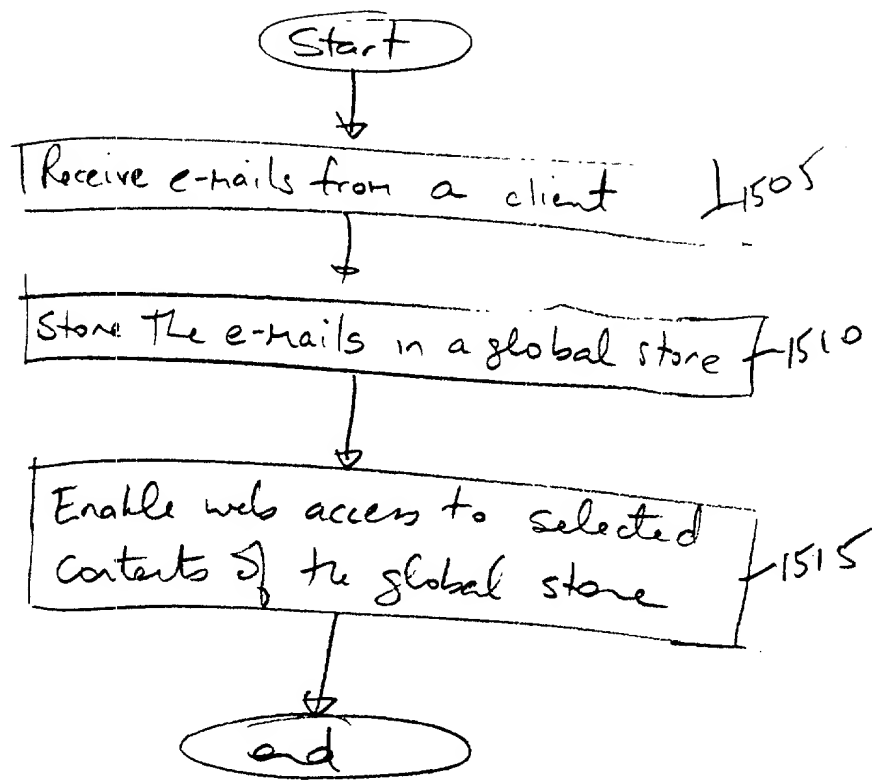 Start
Receive e-mails from a client 1505
Store the e-mails in a global store 1510
Enable web access to selected
contents of the global store 1515
end